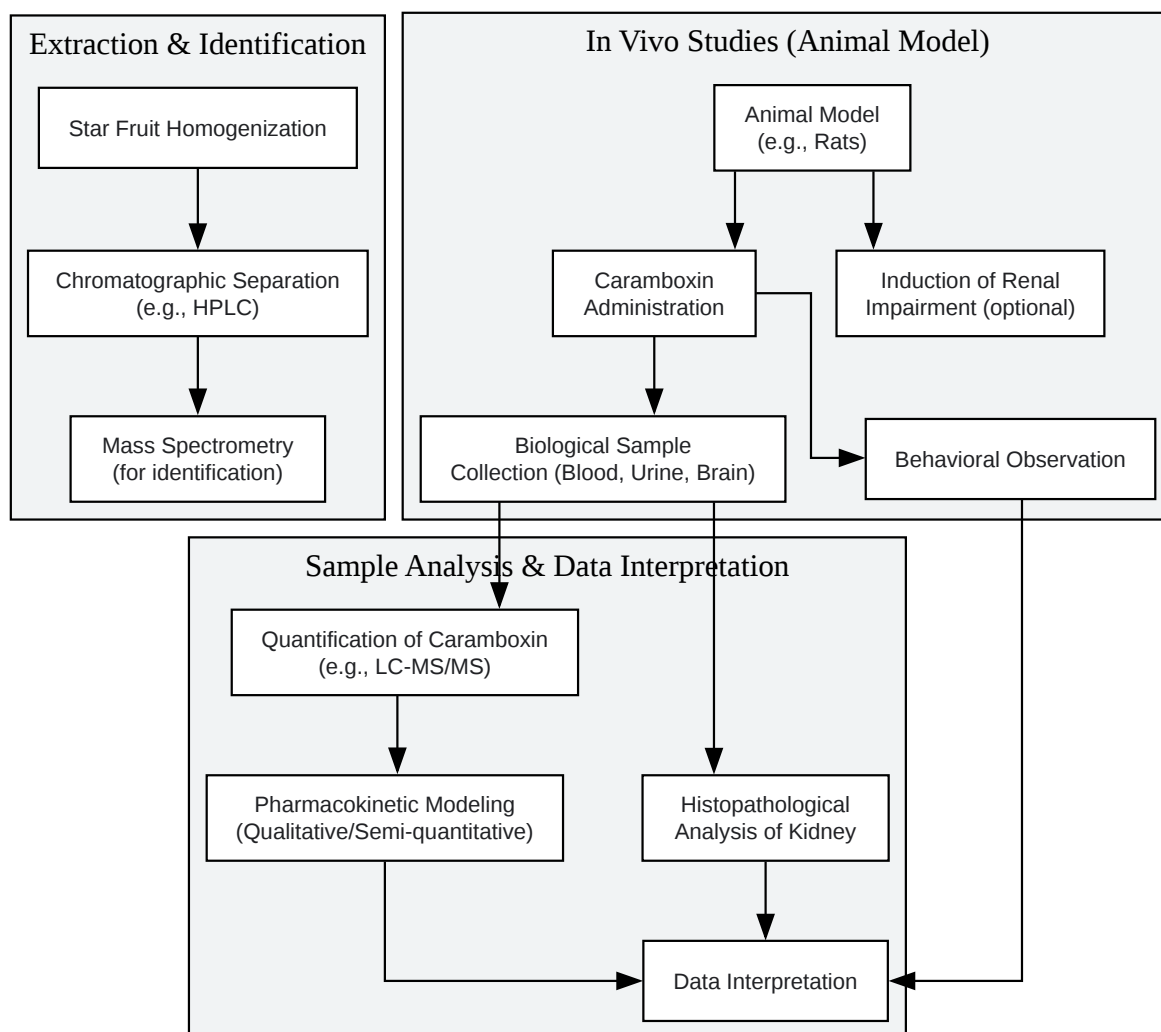 Extraction & Identification
Star Fruit Homogenization
Chromatographic Separation
(e.g., HPLC)
Mass Spectrometry
(for identification)
In Vivo Studies (Animal Model)
Animal Model
(e.g., Rats)
Caramboxin
Administration
Induction of Renal
Impairment (optional)
Biological Sample
Collection (Blood, Urine, Brain)
Behavioral Observation
Sample Analysis & Data Interpretation
Quantification of Caramboxin
(e.g., LC-MS/MS)
Pharmacokinetic Modeling
(Qualitative/Semi-quantitative)
Histopathological
Analysis of Kidney
Data Interpretation